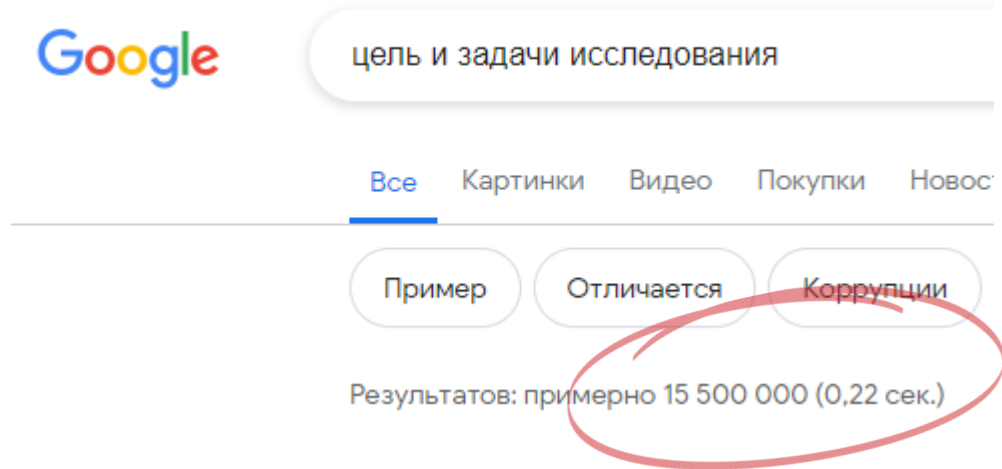 Google
цель и задачи исследования
Все Картинки Видео Покупки Новос
Пример Отличается Коррупции
Результатов: примерно 15 500 000 (0,22 сек.)